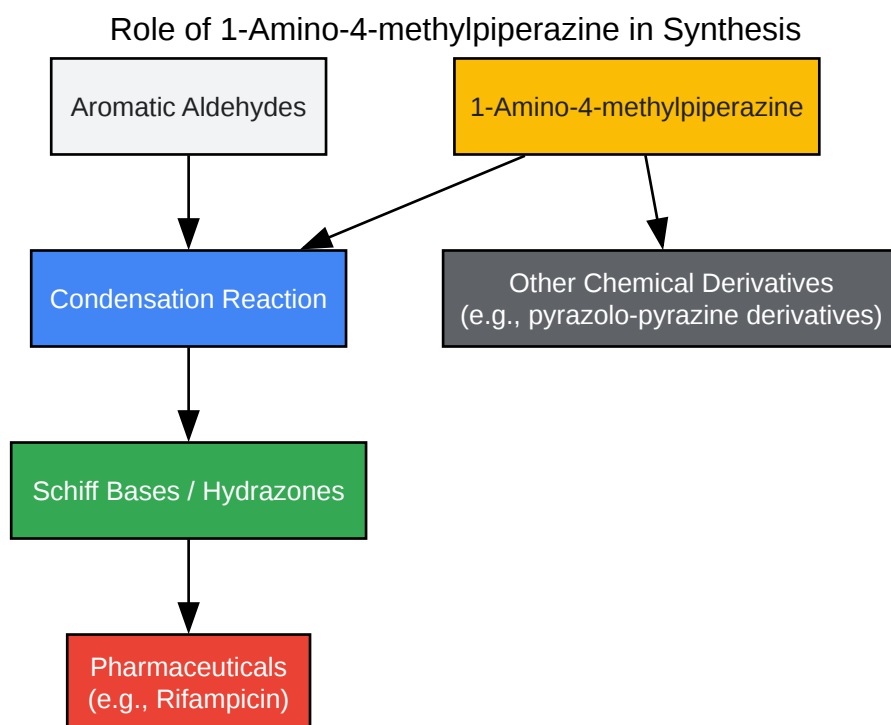 Role of 1-Amino-4-methylpiperazine in Synthesis
Aromatic Aldehydes
1-Amino-4-methylpiperazine
Condensation Reaction
Other Chemical Derivatives
(e.g., pyrazolo-pyrazine derivatives)
Schiff Bases / Hydrazones
Pharmaceuticals
(e.g., Rifampicin)